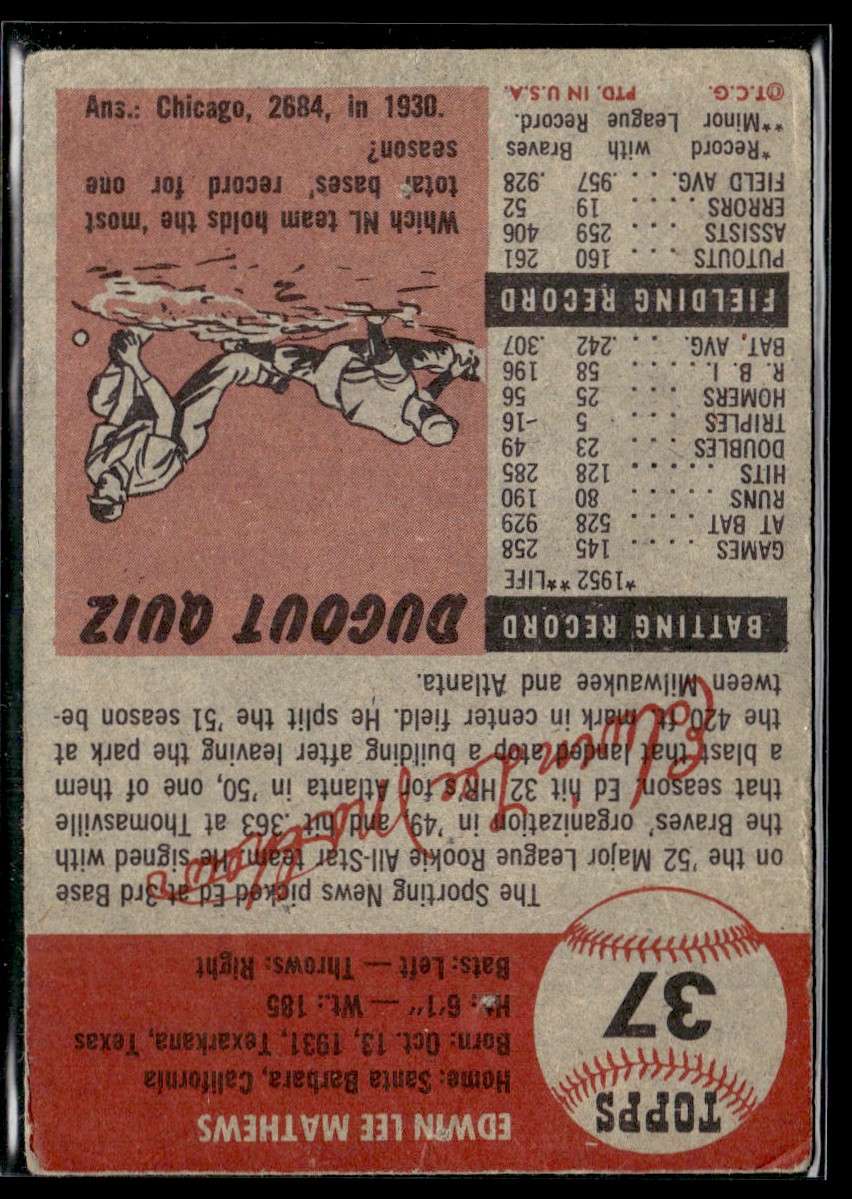 TOPPS
37
EDWIN LEE MATHEWS
Home: Santa Barbara, California
Born: Oct. 13, 1931, Texarkana, Texas
Ht.: 6'1" — Wt.: 185
Bats: Left — Throws: Right
The Sporting News picked Ed at 3rd Base
on the '52 Major League Rookie All-Star team. He signed with
the Braves' organization in '49, and hit .363 at Thomasville
that season. Ed hit 32 HR's for Atlanta in '50, one of them
a blast that landed atop a building after leaving the park at
the 420 ft. mark in center field. He split the '51 season be-
tween Milwaukee and Atlanta.
Edwin Lee Mathews
BATTING RECORD
*1952 **LIFE
GAMES . . . . 145 258
AT BAT . . . . 528 929
RUNS . . . . . 80 190
HITS . . . . . . 128 285
DOUBLES . . . . 23 49
TRIPLES . . . . 5 -16
HOMERS . . . . 25 56
R. B. I. . . . . 58 196
BAT. AVG. . . . .242 .307
FIELDING RECORD
PUTOUTS . . . . 160 261
ASSISTS . . . . 259 406
ERRORS . . . . . 19 52
FIELD AVG. . . . .957 .928
*Record with Braves
**Minor League Record.
©T.C.G. PTD. IN U.S.A.
DUGOUT QUIZ
Which NL team holds the 'most,
total bases' record for one
season?
Ans.: Chicago, 2684, in 1930.